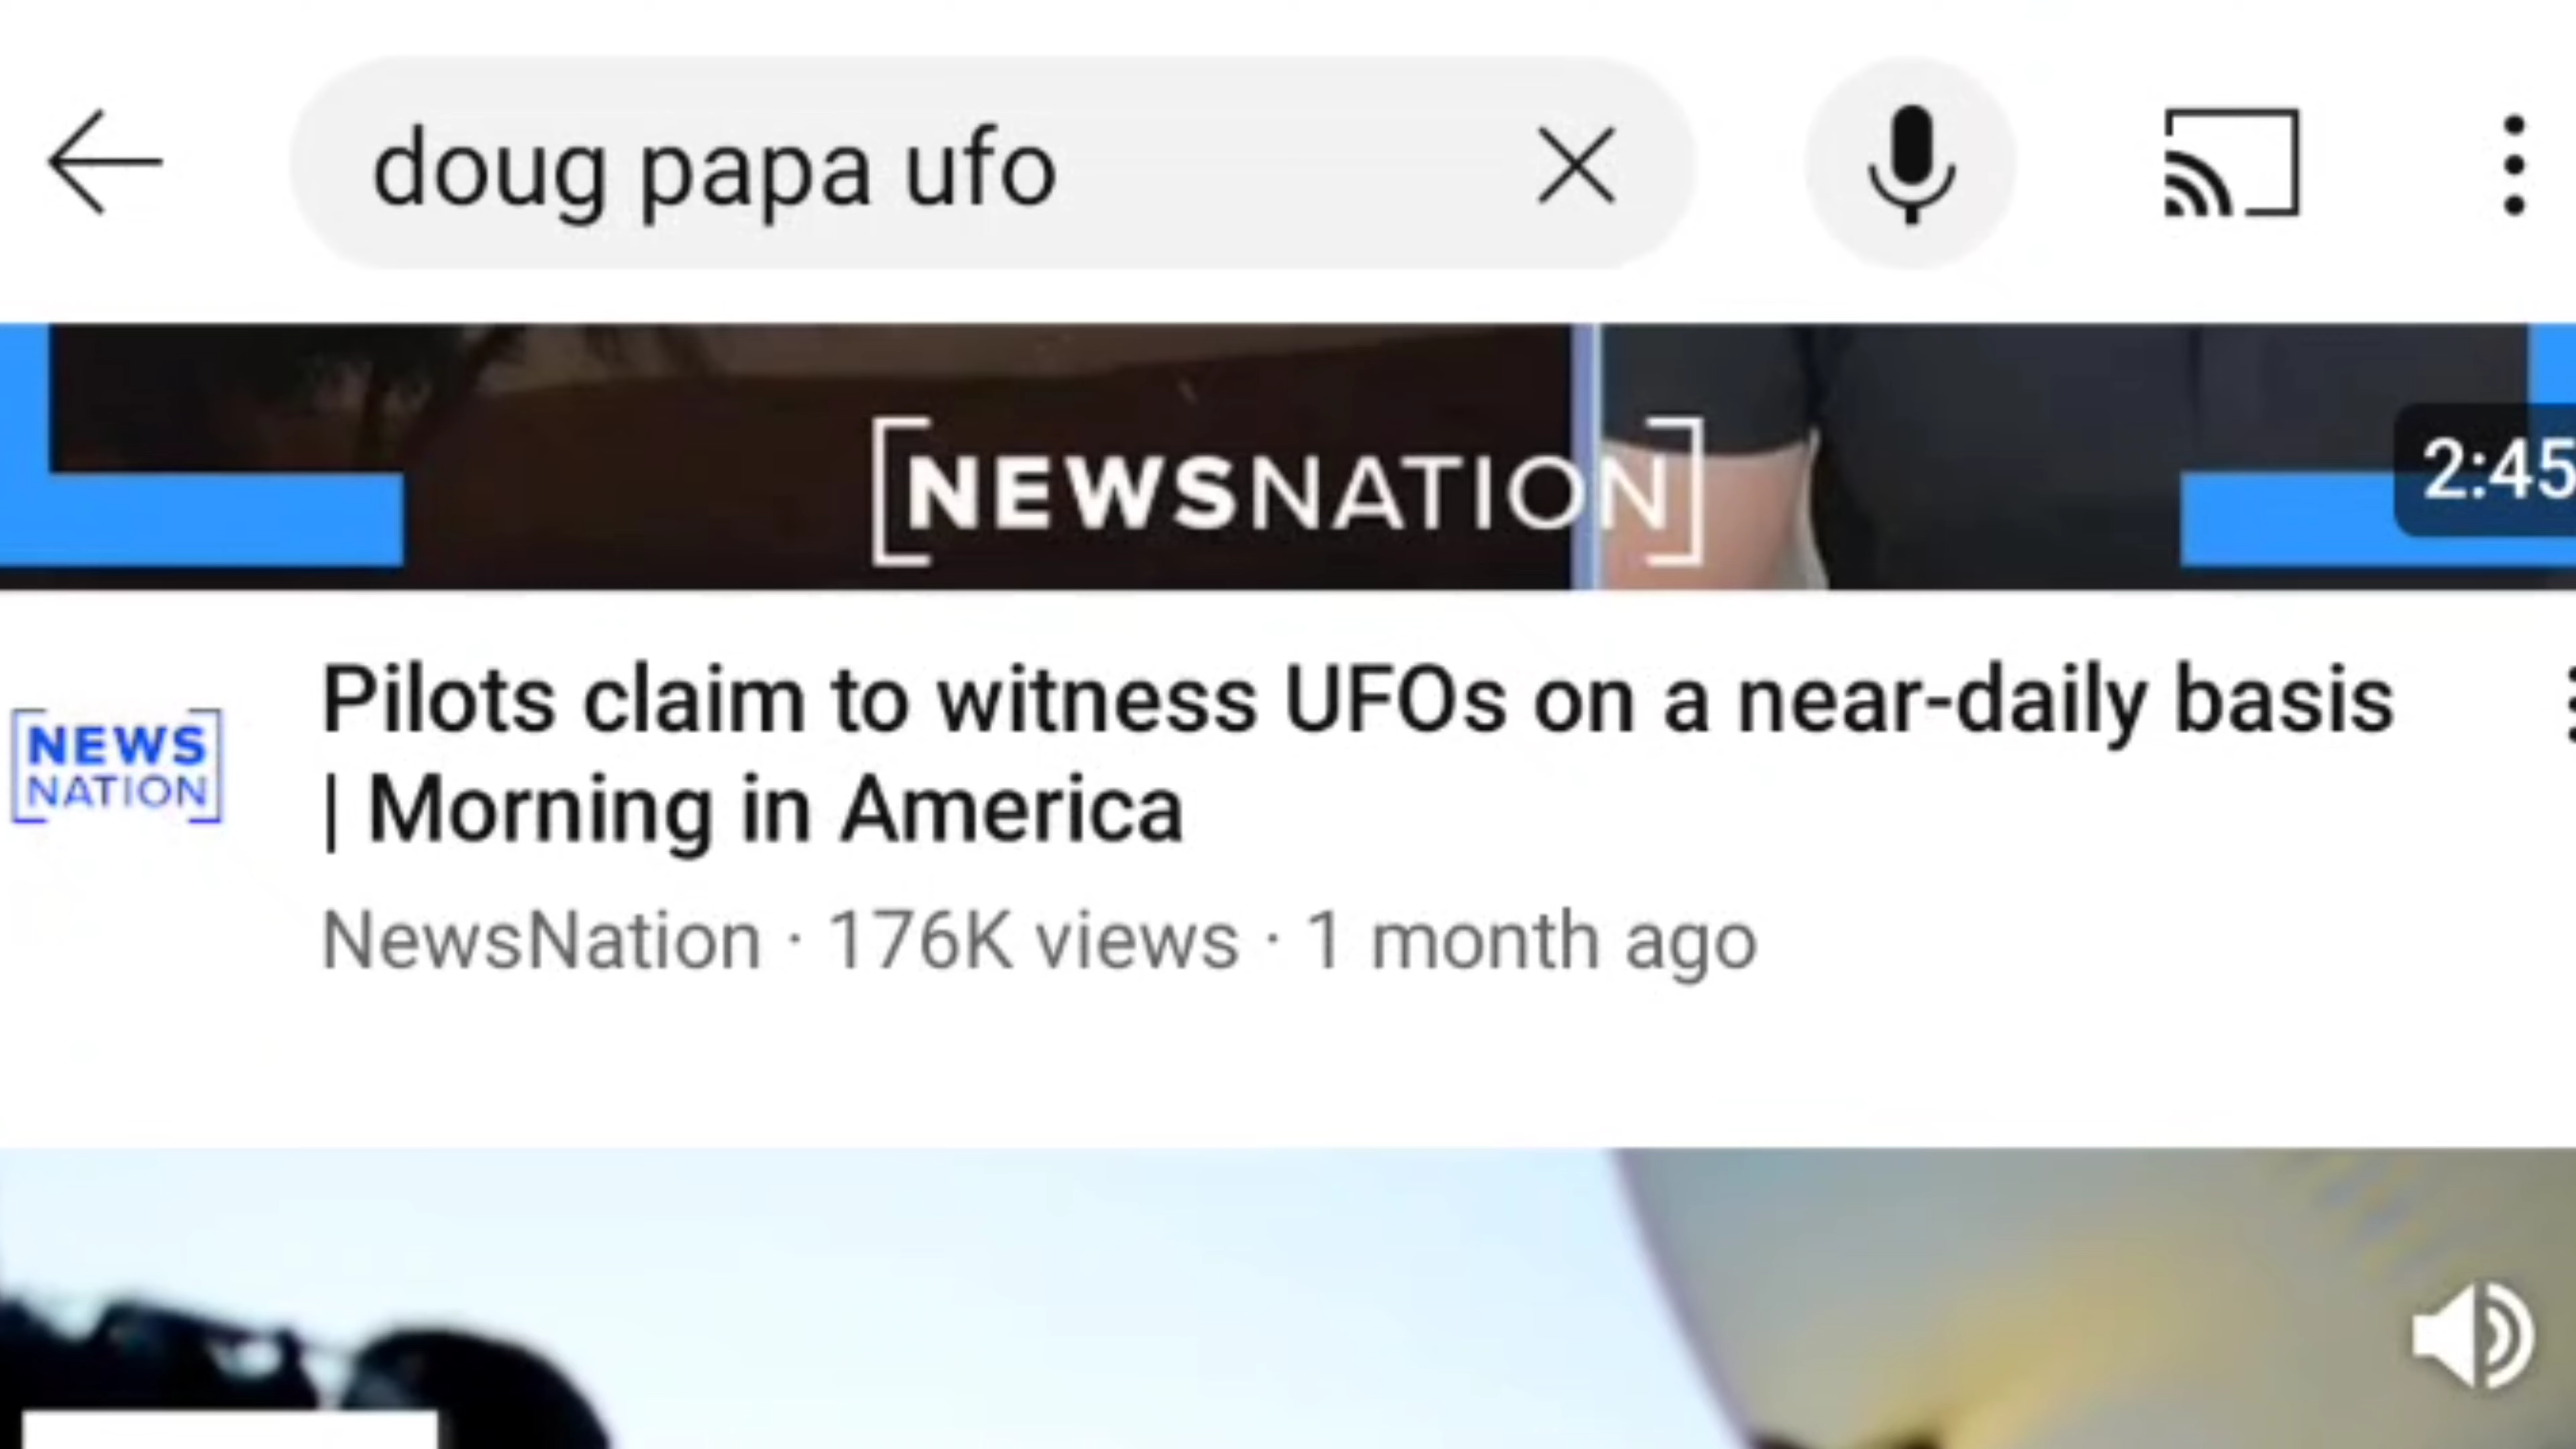 doug papa ufo
NEWSNATION
2:45
NEWS
NATION
Pilots claim to witness UFOs on a near-daily basis
| Morning in America
NewsNation · 176K views · 1 month ago